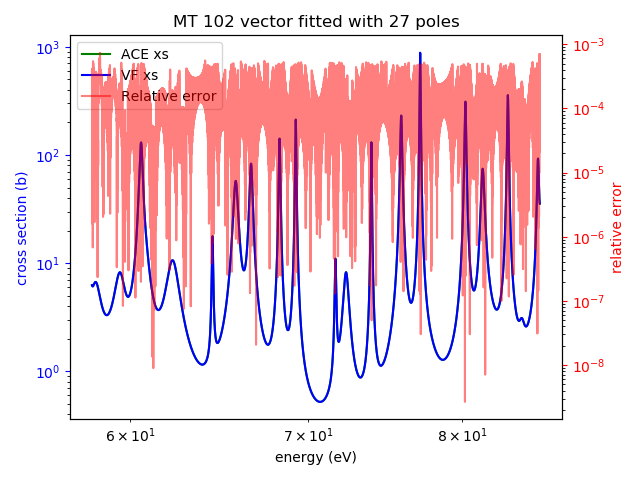 MT 102 vector fitted with 27 poles
ACE xs
VF xs
Relative error
cross section (b)
10³
10²
10¹
10⁰
10⁻³
10⁻⁴
10⁻⁵
10⁻⁶
10⁻⁷
10⁻⁸
relative error
6 × 10¹
7 × 10¹
8 × 10¹
energy (eV)